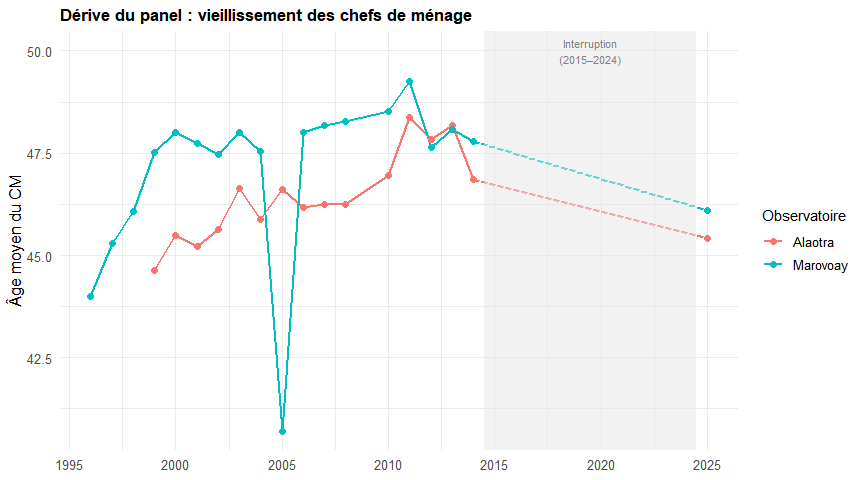 Dérive du panel : vieillissement des chefs de ménage
Interruption
(2015–2024)
50.0
47.5
45.0
42.5
Âge moyen du CM
1995
2000
2005
2010
2015
2020
2025
Observatoire
Alaotra
Marovoay